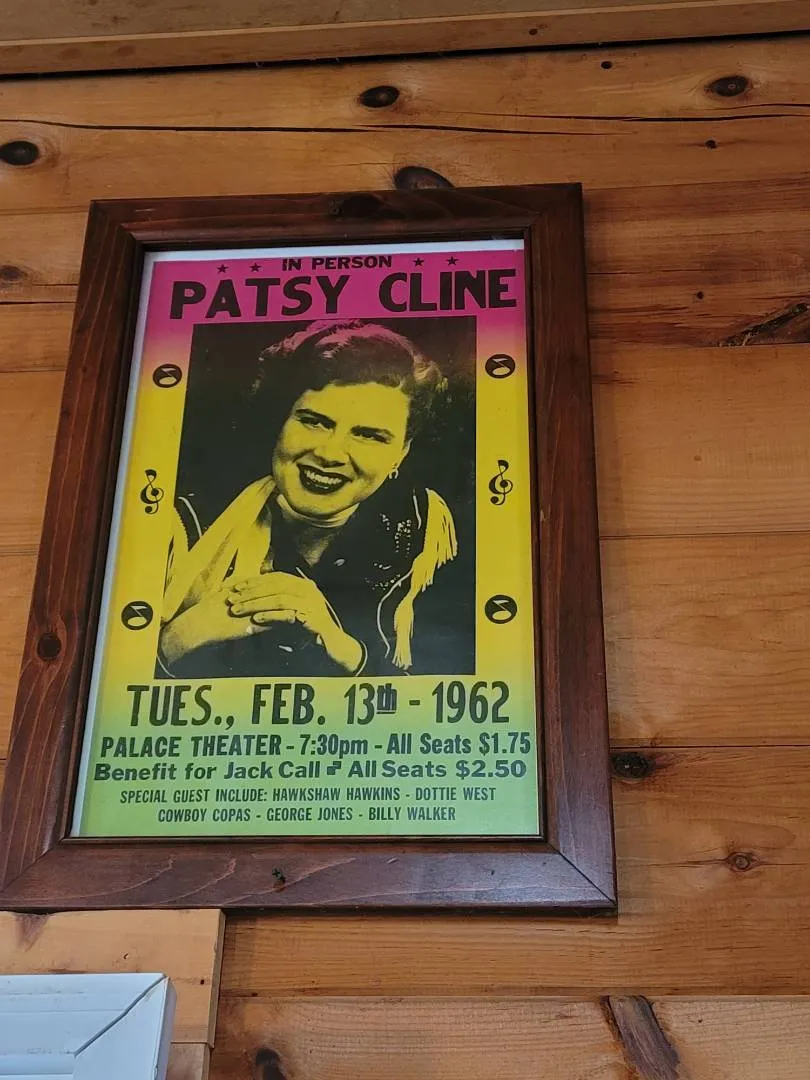 IN PERSON
PATSY CLINE
TUES., FEB. 13th - 1962
PALACE THEATER - 7:30pm - All Seats $1.75
Benefit for Jack Call All Seats $2.50
SPECIAL GUEST INCLUDE: HAWKSHAW HAWKINS - DOTTIE WEST
COWBOY COPAS - GEORGE JONES - BILLY WALKER